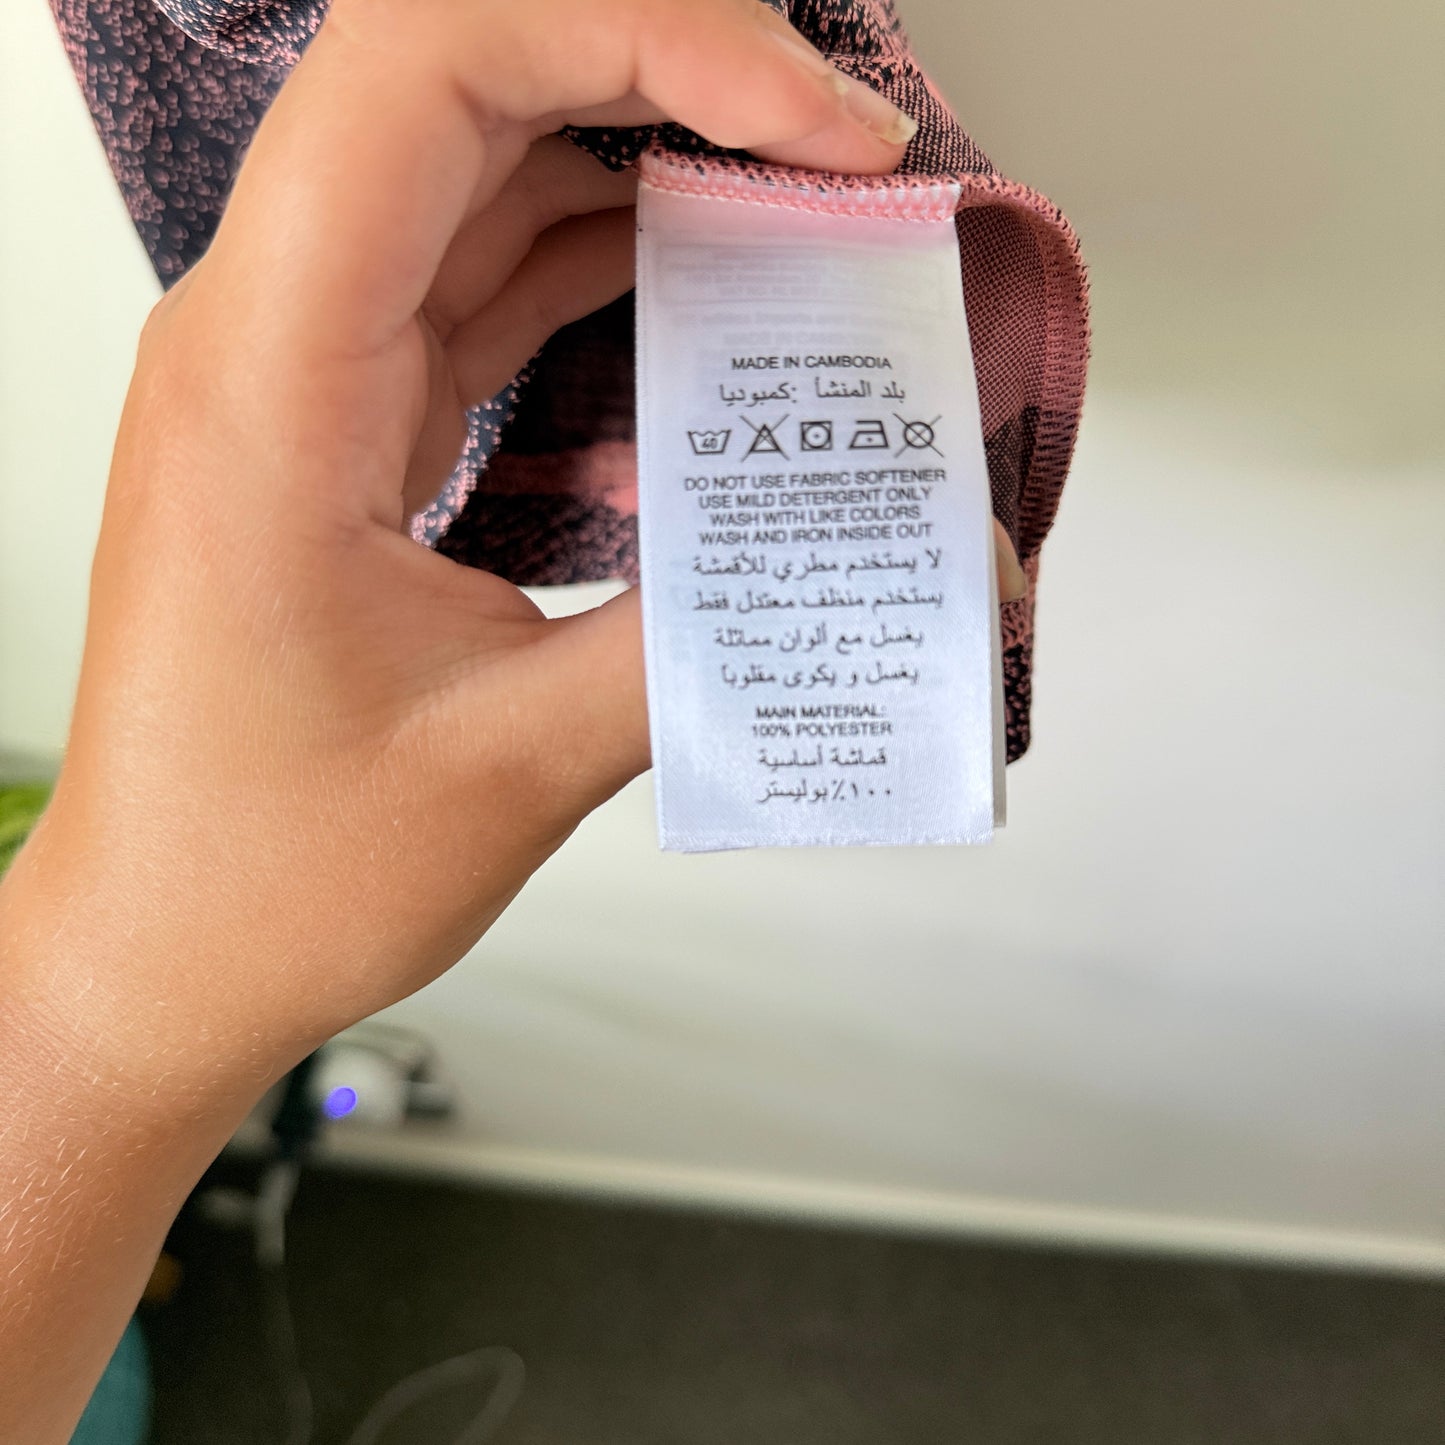 MADE IN CAMBODIA
بلد المنشأ :كمبوديا
40
DO NOT USE FABRIC SOFTENER
USE MILD DETERGENT ONLY
WASH WITH LIKE COLORS
WASH AND IRON INSIDE OUT
لا يستخدم مطري للأقمشة
يستخدم منظف معتدل فقط
يغسل مع ألوان مماثلة
يغسل و يكوى مقلوباً
MAIN MATERIAL:
100% POLYESTER
قماشة أساسية
١٠٠٪ بوليستر